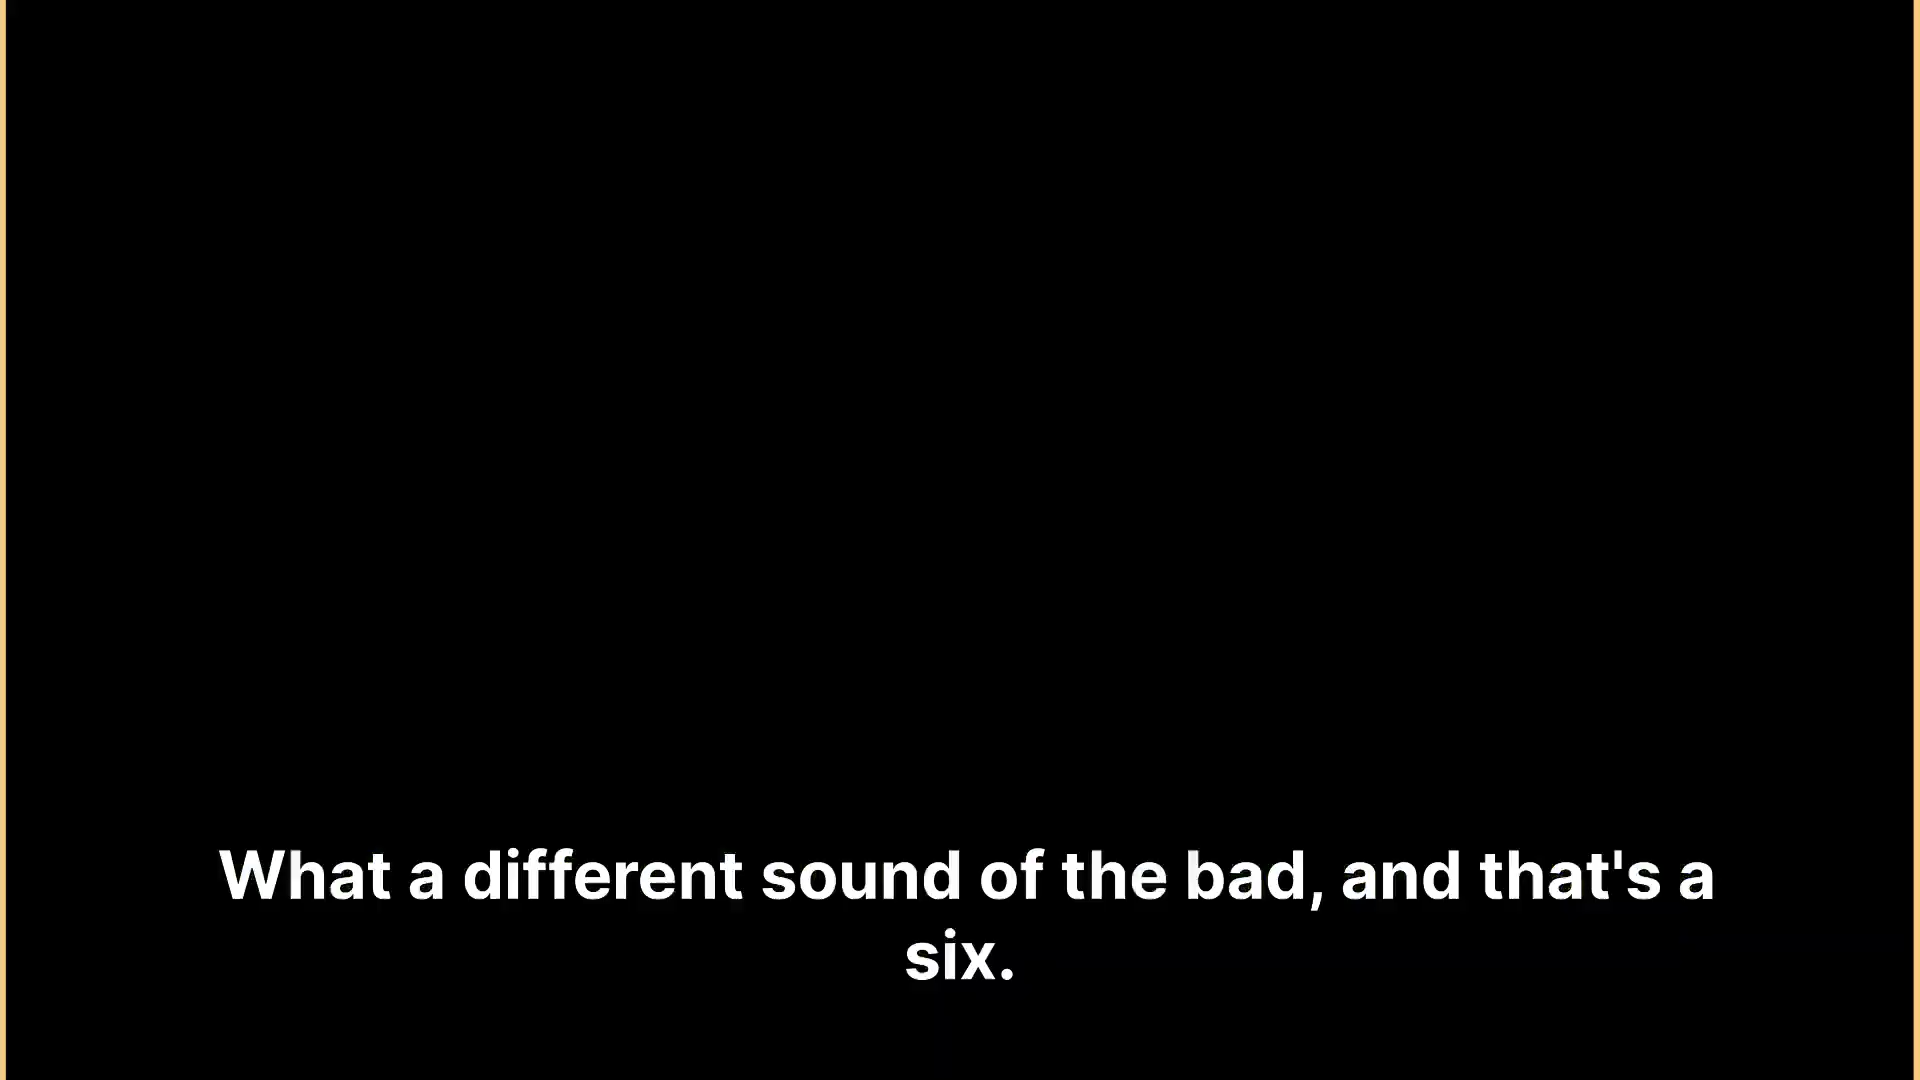 What a different sound of the bad, and that's a
six.